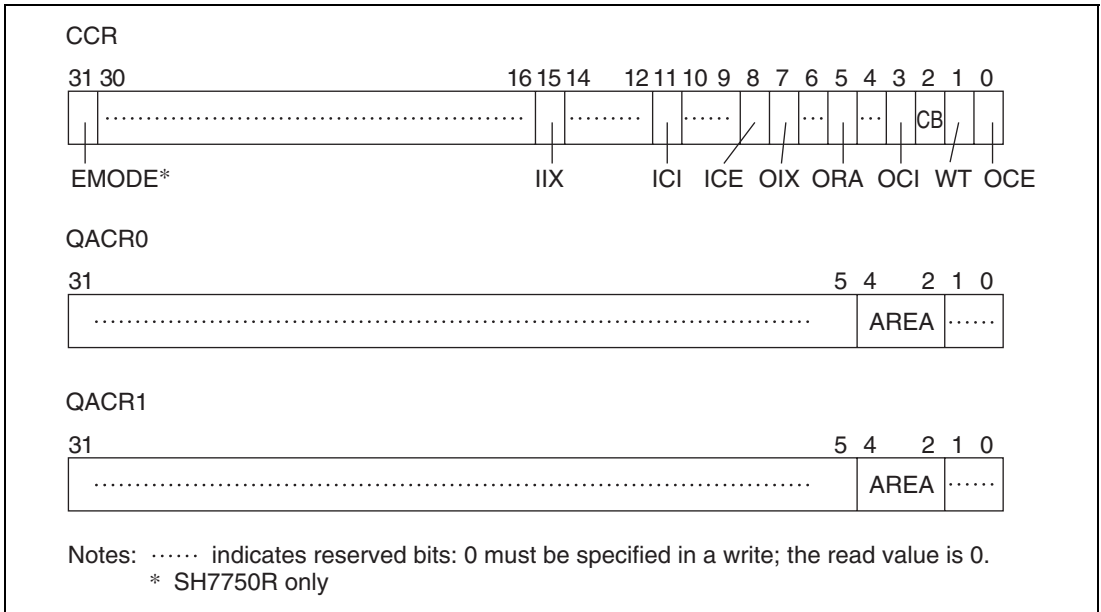 CCR
31 30 16 15 14 12 11 10 9 8 7 6 5 4 3 2 1 0
CB
EMODE* IIX ICI ICE OIX ORA OCI WT OCE
QACR0
31 5 4 2 1 0
AREA
QACR1
31 5 4 2 1 0
AREA
Notes: ······ indicates reserved bits: 0 must be specified in a write; the read value is 0.
* SH7750R only